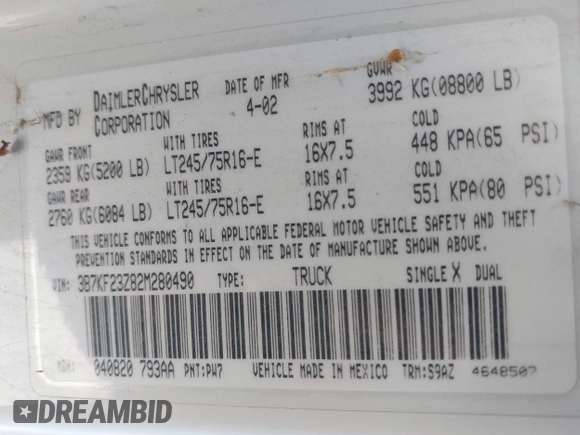 MFD BY DAIMLERCHRYSLER CORPORATION DATE OF MFR 4-02 GVWR 3992 KG(08800 LB)
GAWR FRONT WITH TIRES RIMS AT COLD
2359 KG(5200 LB) LT245/75R16-E 16X7.5 448 KPA(65 PSI)
GAWR REAR WITH TIRES RIMS AT COLD
2760 KG(6084 LB) LT245/75R16-E 16X7.5 551 KPA(80 PSI)
THIS VEHICLE CONFORMS TO ALL APPLICABLE FEDERAL MOTOR VEHICLE SAFETY AND THEFT
PREVENTION STANDARDS IN EFFECT ON THE DATE OF MANUFACTURE SHOWN ABOVE.
VIN: 3B7KF23Z82M280490 TYPE: TRUCK SINGLE X DUAL
MDH: 040820 793AA PNT:PW7 VEHICLE MADE IN MEXICO TRM:S9AZ 4648507
DREAMBID